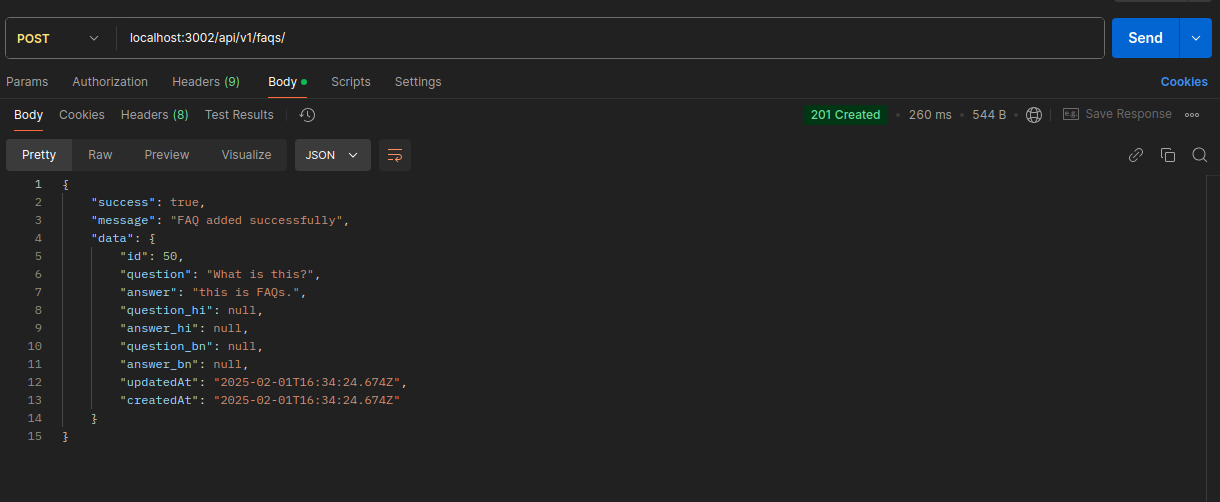 POST localhost:3002/api/v1/faqs/ Send
Params Authorization Headers (9) Body Scripts Settings Cookies
Body Cookies Headers (8) Test Results 201 Created 260 ms 544 B e.g. Save Response
Pretty Raw Preview Visualize JSON
1 {
2 "success": true,
3 "message": "FAQ added successfully",
4 "data": {
5 "id": 50,
6 "question": "What is this?",
7 "answer": "this is FAQs.",
8 "question_hi": null,
9 "answer_hi": null,
10 "question_bn": null,
11 "answer_bn": null,
12 "updatedAt": "2025-02-01T16:34:24.674Z",
13 "createdAt": "2025-02-01T16:34:24.674Z"
14 }
15 }